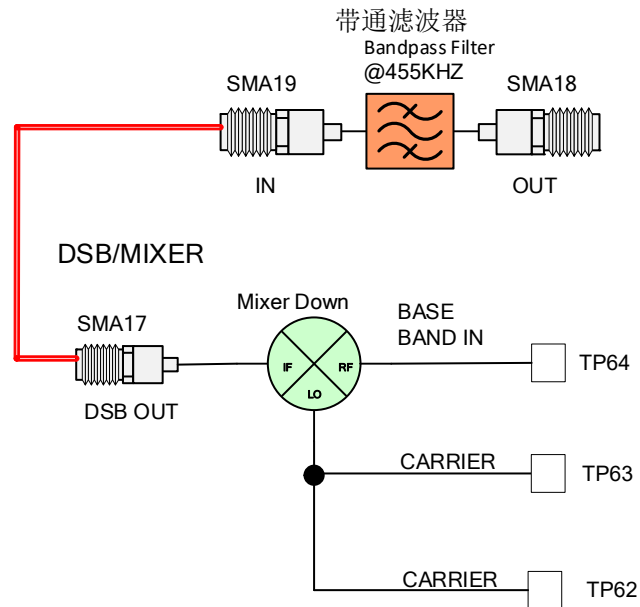 带通滤波器
Bandpass Filter
@455KHZ
SMA19
SMA18
IN
OUT
DSB/MIXER
Mixer Down
BASE
BAND IN
SMA17
IF
RF
LO
TP64
DSB OUT
CARRIER
TP63
CARRIER
TP62